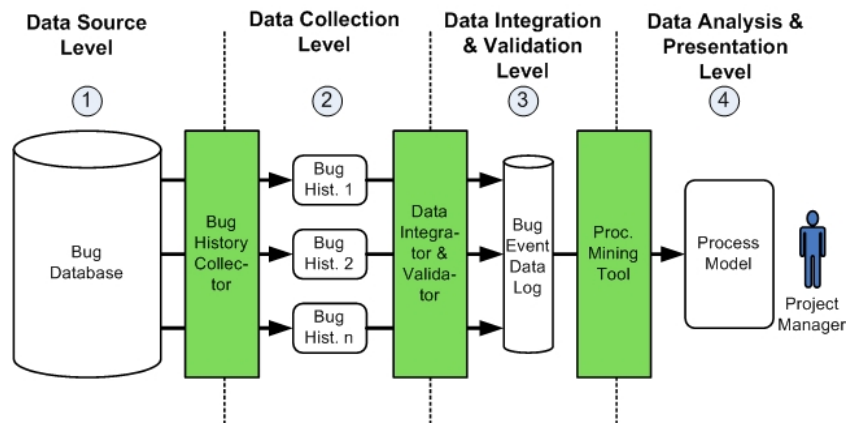 Data Source
Level
Data Collection
Level
Data Integration
& Validation
Level
Data Analysis &
Presentation
Level
1
2
3
4
Bug
Database
Bug
History
Collec-
tor
Bug
Hist. 1
Bug
Hist. 2
Bug
Hist. n
Data
Integra-
tor &
Valida-
tor
Bug
Event
Data
Log
Proc.
Mining
Tool
Process
Model
Project
Manager